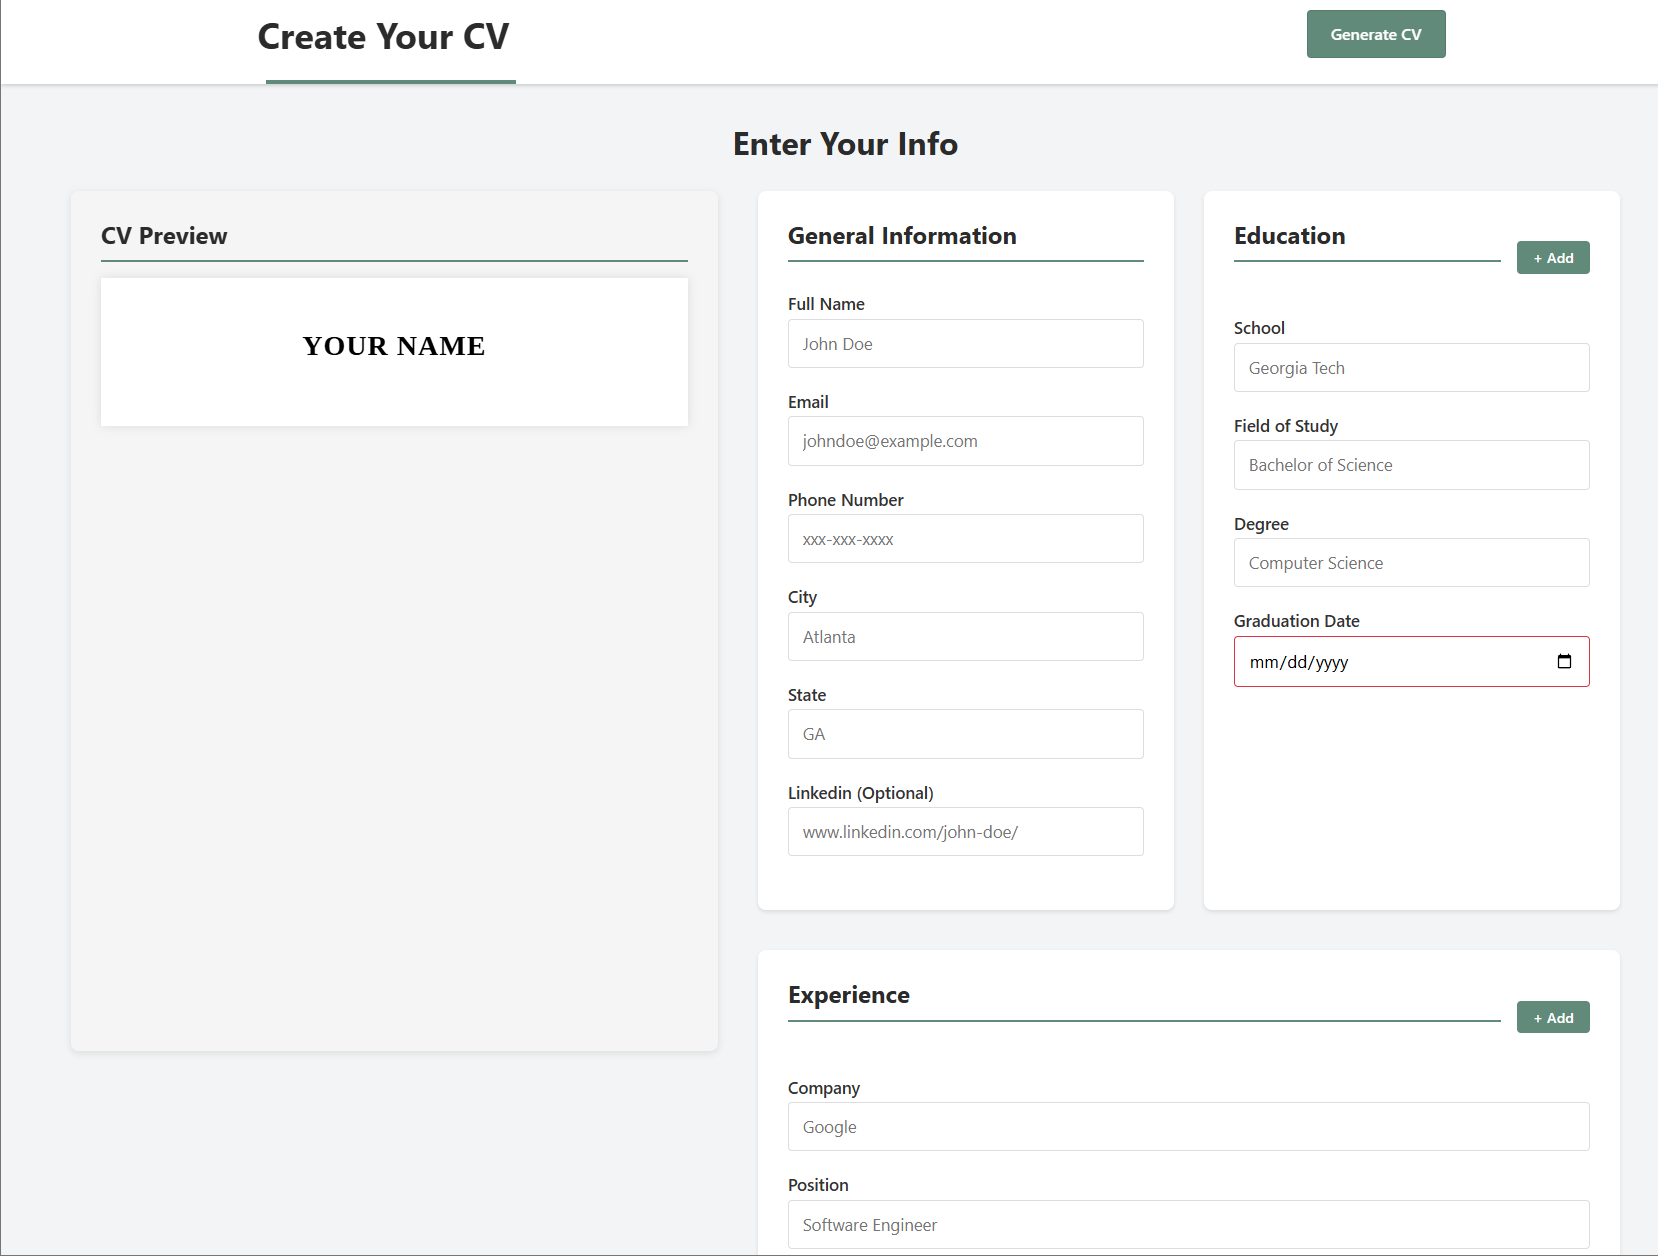 Create Your CV
Generate CV
Enter Your Info
CV Preview
YOUR NAME
General Information
Full Name
John Doe
Email
johndoe@example.com
Phone Number
xxx-xxx-xxxx
City
Atlanta
State
GA
Linkedin (Optional)
www.linkedin.com/john-doe/
Education
+ Add
School
Georgia Tech
Field of Study
Bachelor of Science
Degree
Computer Science
Graduation Date
mm/dd/yyyy
Experience
+ Add
Company
Google
Position
Software Engineer